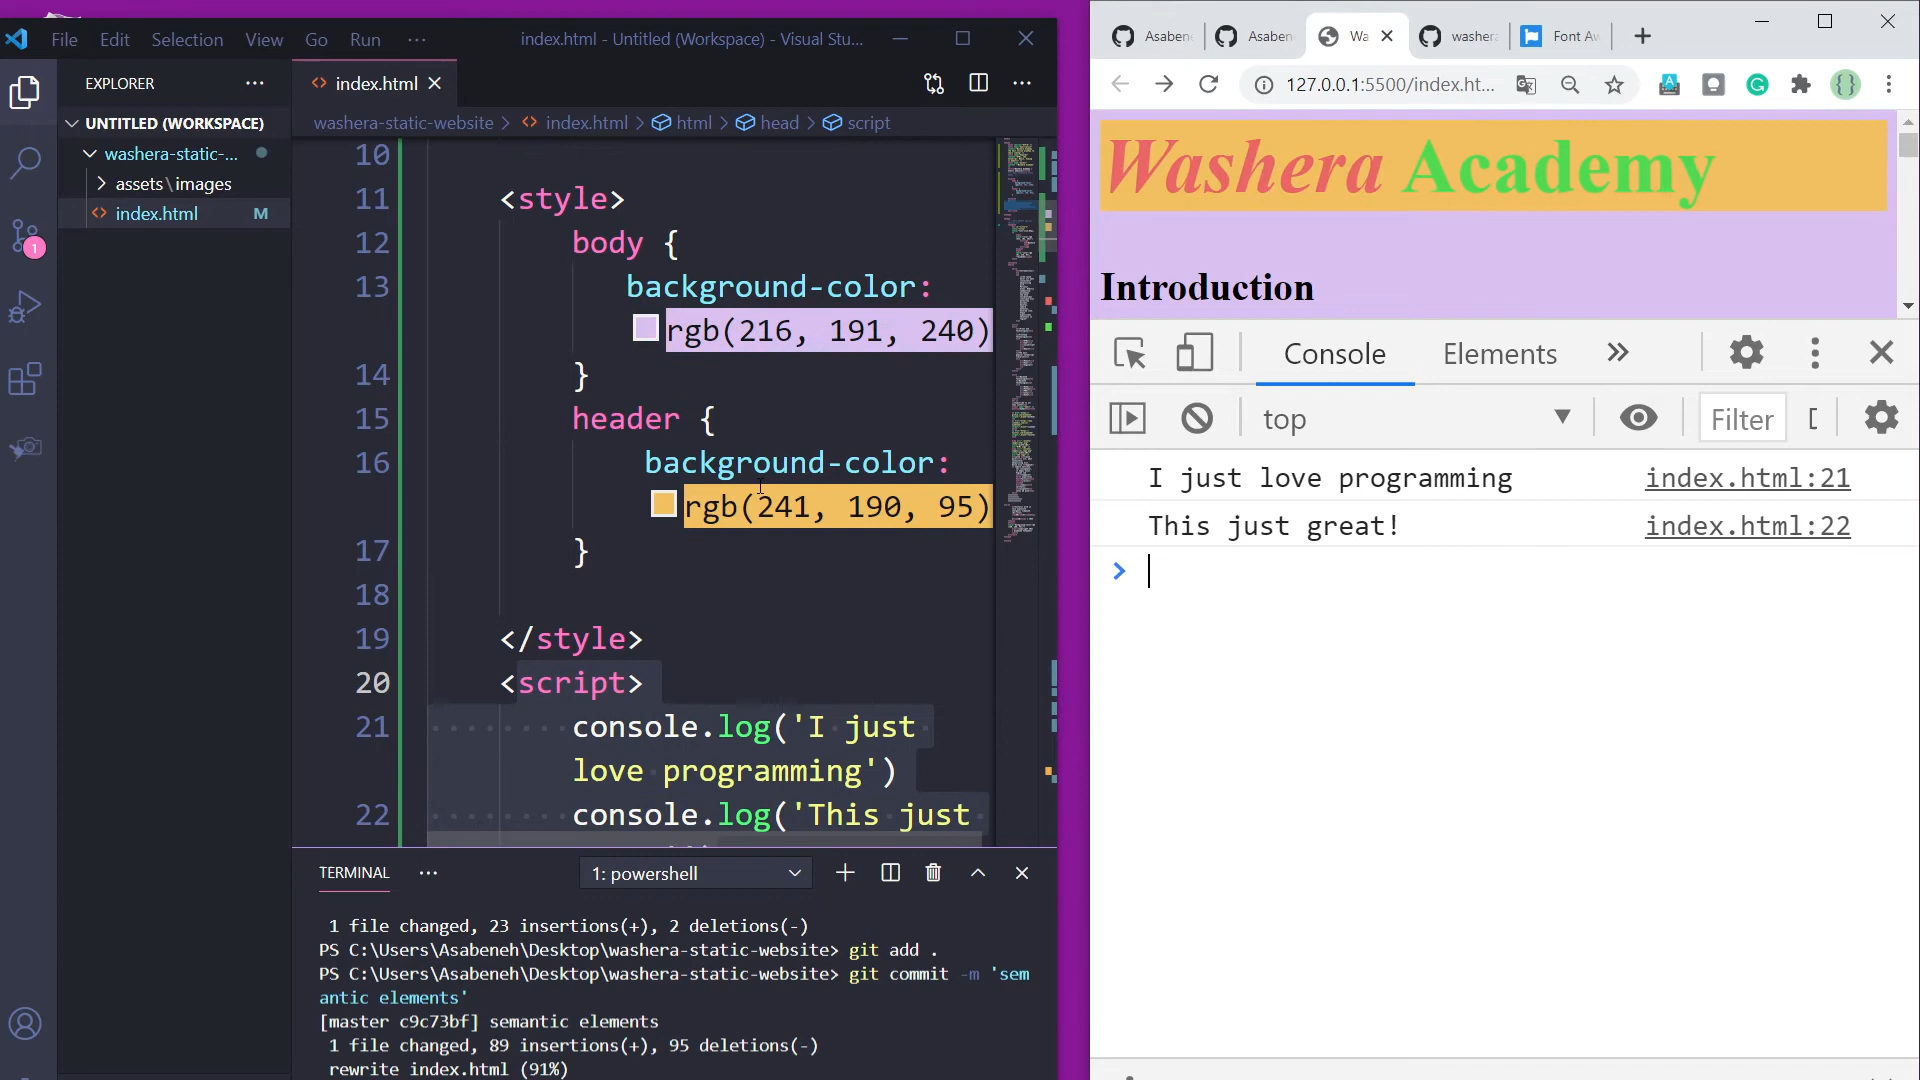 File Edit Selection View Go Run ··· index.html - Untitled (Workspace) - Visual Stu...
EXPLORER ···
UNTITLED (WORKSPACE)
washera-static-...
assets\images
index.html M
1
index.html
washera-static-website > index.html > html > head > script
10
11 <style>
12 body {
13 background-color:
rgb(216, 191, 240)
14 }
15 header {
16 background-color:
rgb(241, 190, 95)
17 }
18
19 </style>
20 <script>
21 console.log('I just
love programming')
22 console.log('This just
TERMINAL ··· 1: powershell
1 file changed, 23 insertions(+), 2 deletions(-)
PS C:\Users\Asabeneh\Desktop\washera-static-website> git add .
PS C:\Users\Asabeneh\Desktop\washera-static-website> git commit -m 'sem
antic elements'
[master c9c73bf] semantic elements
1 file changed, 89 insertions(+), 95 deletions(-)
rewrite index.html (91%)
Asaben Asaben Wa washera Font Aw
127.0.0.1:5500/index.ht...
Washera Academy
Introduction
Console Elements
top Filter
I just love programming index.html:21
This just great! index.html:22